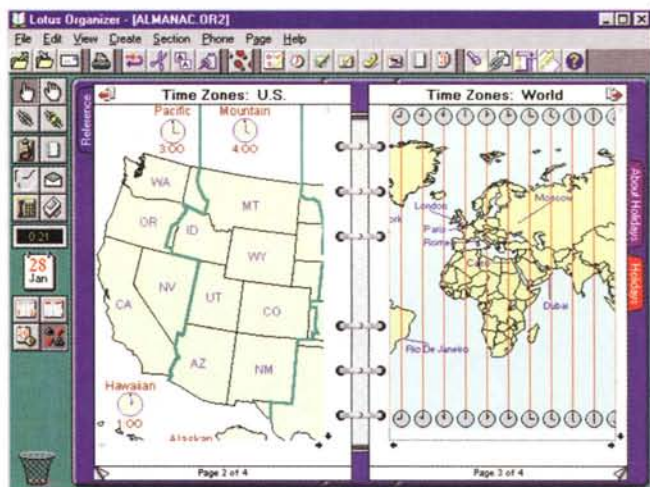 Lotus Organizer - [ALMANAC.OR2]
File Edit View Create Section Phone Page Help
Reference
Time Zones: U.S.
Pacific Mountain
3:00 4:00
WA
MT
OR
ID
WY
NV
UT
CO
CA
AZ
NM
Hawaiian
1:00
Alaskan
Page 2 of 4
Time Zones: World
London
Moscow
ork
Paris
Rome
Cairo
Dubai
Rio De Janeiro
Page 3 of 4
About Holidays
Holidays
0:21
28
Jan